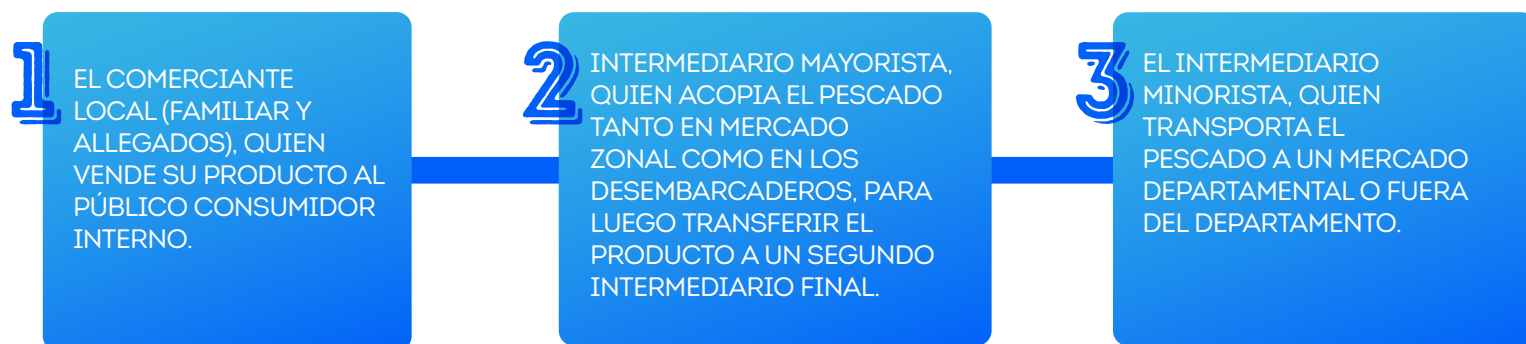 1
EL COMERCIANTE
LOCAL (FAMILIAR Y
ALLEGADOS), QUIEN
VENDE SU PRODUCTO AL
PÚBLICO CONSUMIDOR
INTERNO.
2
INTERMEDIARIO MAYORISTA,
QUIEN ACOPIA EL PESCADO
TANTO EN MERCADO
ZONAL COMO EN LOS
DESEMBARCADEROS, PARA
LUEGO TRANSFERIR EL
PRODUCTO A UN SEGUNDO
INTERMEDIARIO FINAL.
3
EL INTERMEDIARIO
MINORISTA, QUIEN
TRANSPORTA EL
PESCADO A UN MERCADO
DEPARTAMENTAL O FUERA
DEL DEPARTAMENTO.